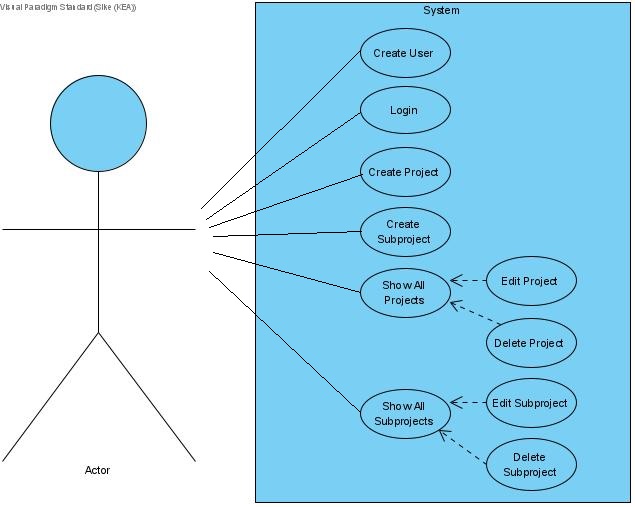 Visual Paradigm Standard (Sike (KEA))
System
Create User
Login
Create Project
Create
Subproject
Show All
Projects
Edit Project
Delete Project
Show All
Subprojects
Edit Subproject
Delete
Subproject
Actor